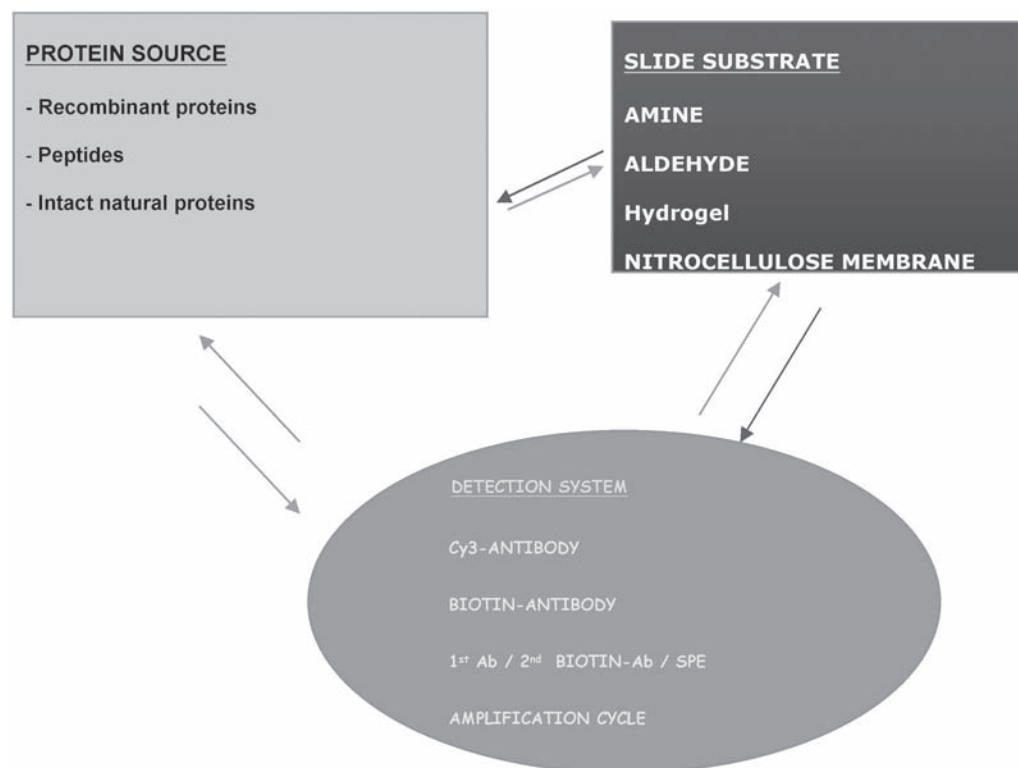 PROTEIN SOURCE
- Recombinant proteins
- Peptides
- Intact natural proteins
SLIDE SUBSTRATE
AMINE
ALDEHYDE
Hydrogel
NITROCELLULOSE MEMBRANE
DETECTION SYSTEM
Cy3-ANTIBODY
BIOTIN-ANTIBODY
1st Ab / 2nd BIOTIN-Ab / SPE
AMPLIFICATION CYCLE